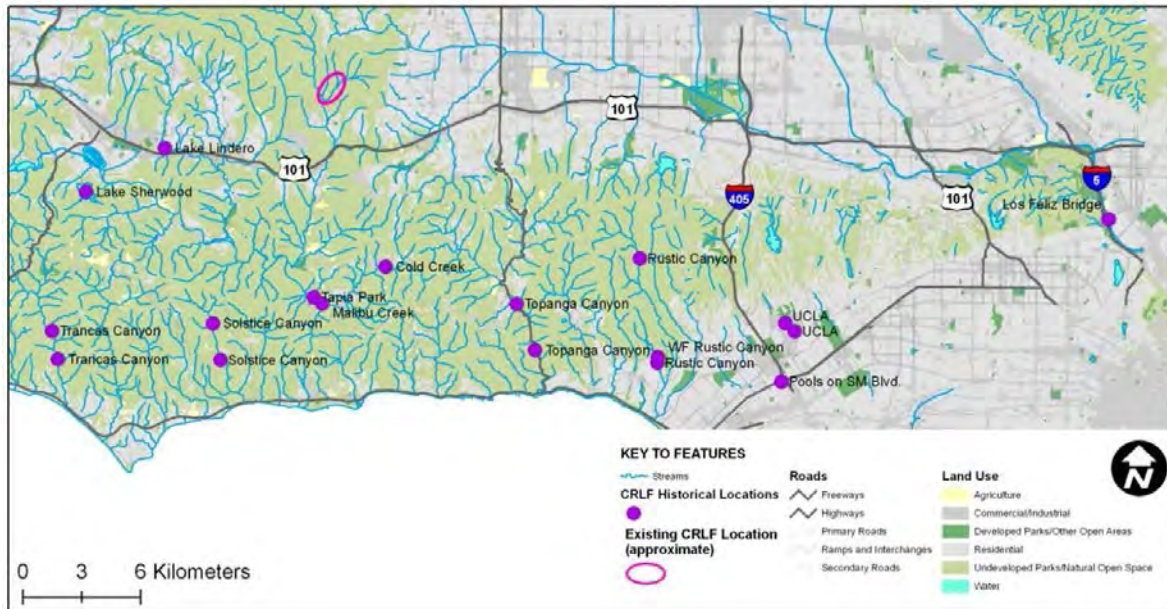 101
Lake Lindero
101
Lake Sherwood
405
101
5
Los Feliz Bridge
Cold Creek
Rustic Canyon
Tapia Park
Malibu Creek
Topanga Canyon
Trancas Canyon
Solstice Canyon
UCLA
UCLA
Trancas Canyon
Solstice Canyon
Topanga Canyon
WF Rustic Canyon
Rustic Canyon
Pools on SM Blvd.
KEY TO FEATURES
Streams
CRLF Historical Locations
Existing CRLF Location
(approximate)
Roads
Freeways
Highways
Primary Roads
Ramps and Interchanges
Secondary Roads
Land Use
Agriculture
Commercial/Industrial
Developed Parks/Other Open Areas
Residential
Undeveloped Parks/Natural Open Space
Water
N
0 3 6 Kilometers